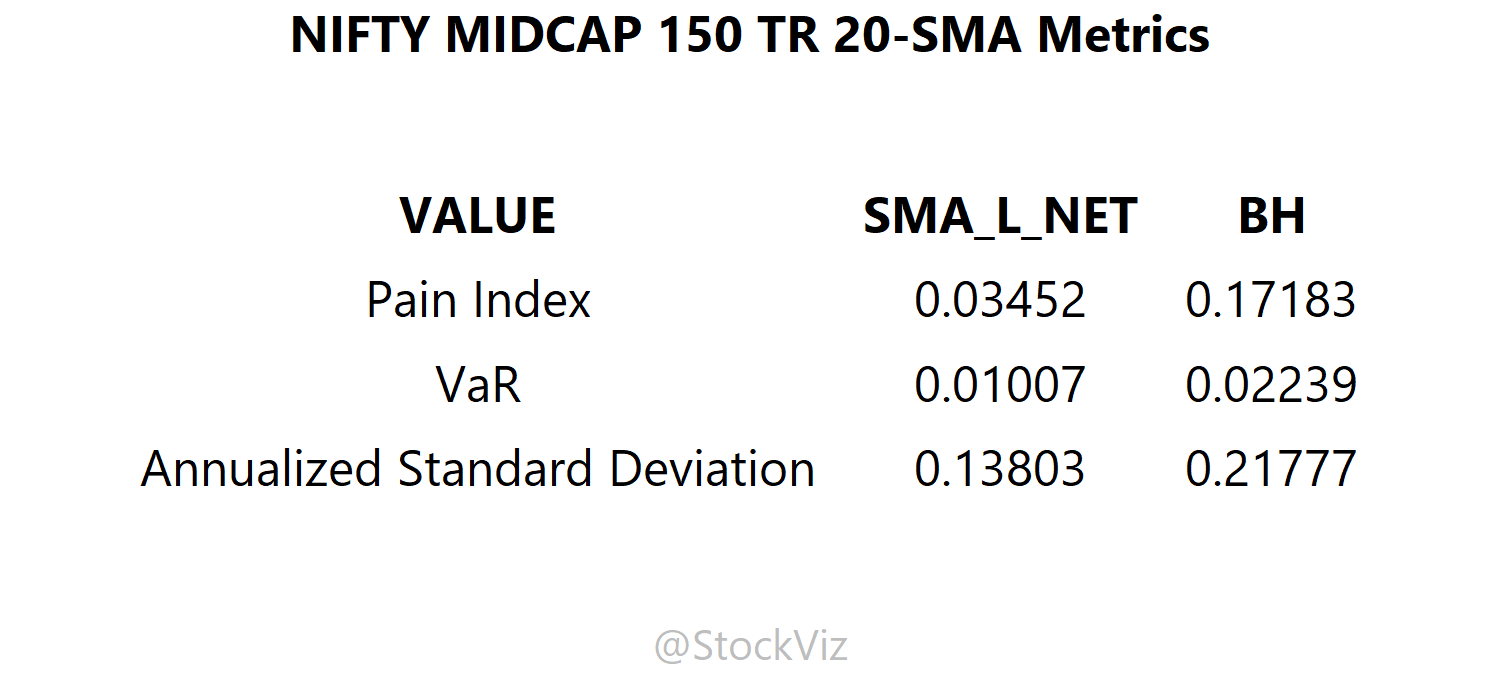 NIFTY MIDCAP 150 TR 20-SMA Metrics
VALUE SMA_L_NET BH
Pain Index 0.03452 0.17183
VaR 0.01007 0.02239
Annualized Standard Deviation 0.13803 0.21777
@StockViz